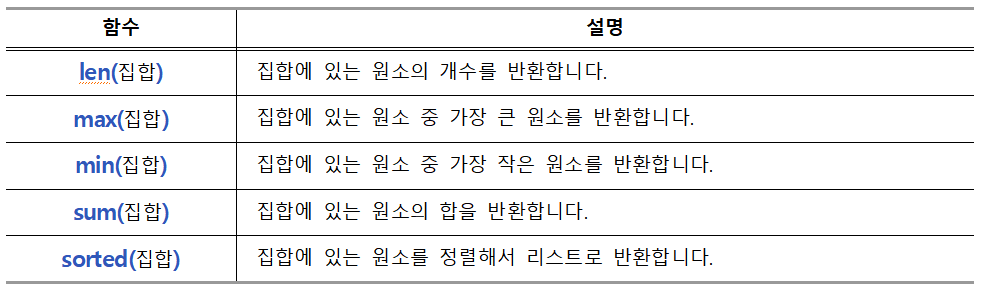 함수 설명
len(집합) 집합에 있는 원소의 개수를 반환합니다.
max(집합) 집합에 있는 원소 중 가장 큰 원소를 반환합니다.
min(집합) 집합에 있는 원소 중 가장 작은 원소를 반환합니다.
sum(집합) 집합에 있는 원소의 합을 반환합니다.
sorted(집합) 집합에 있는 원소를 정렬해서 리스트로 반환합니다.